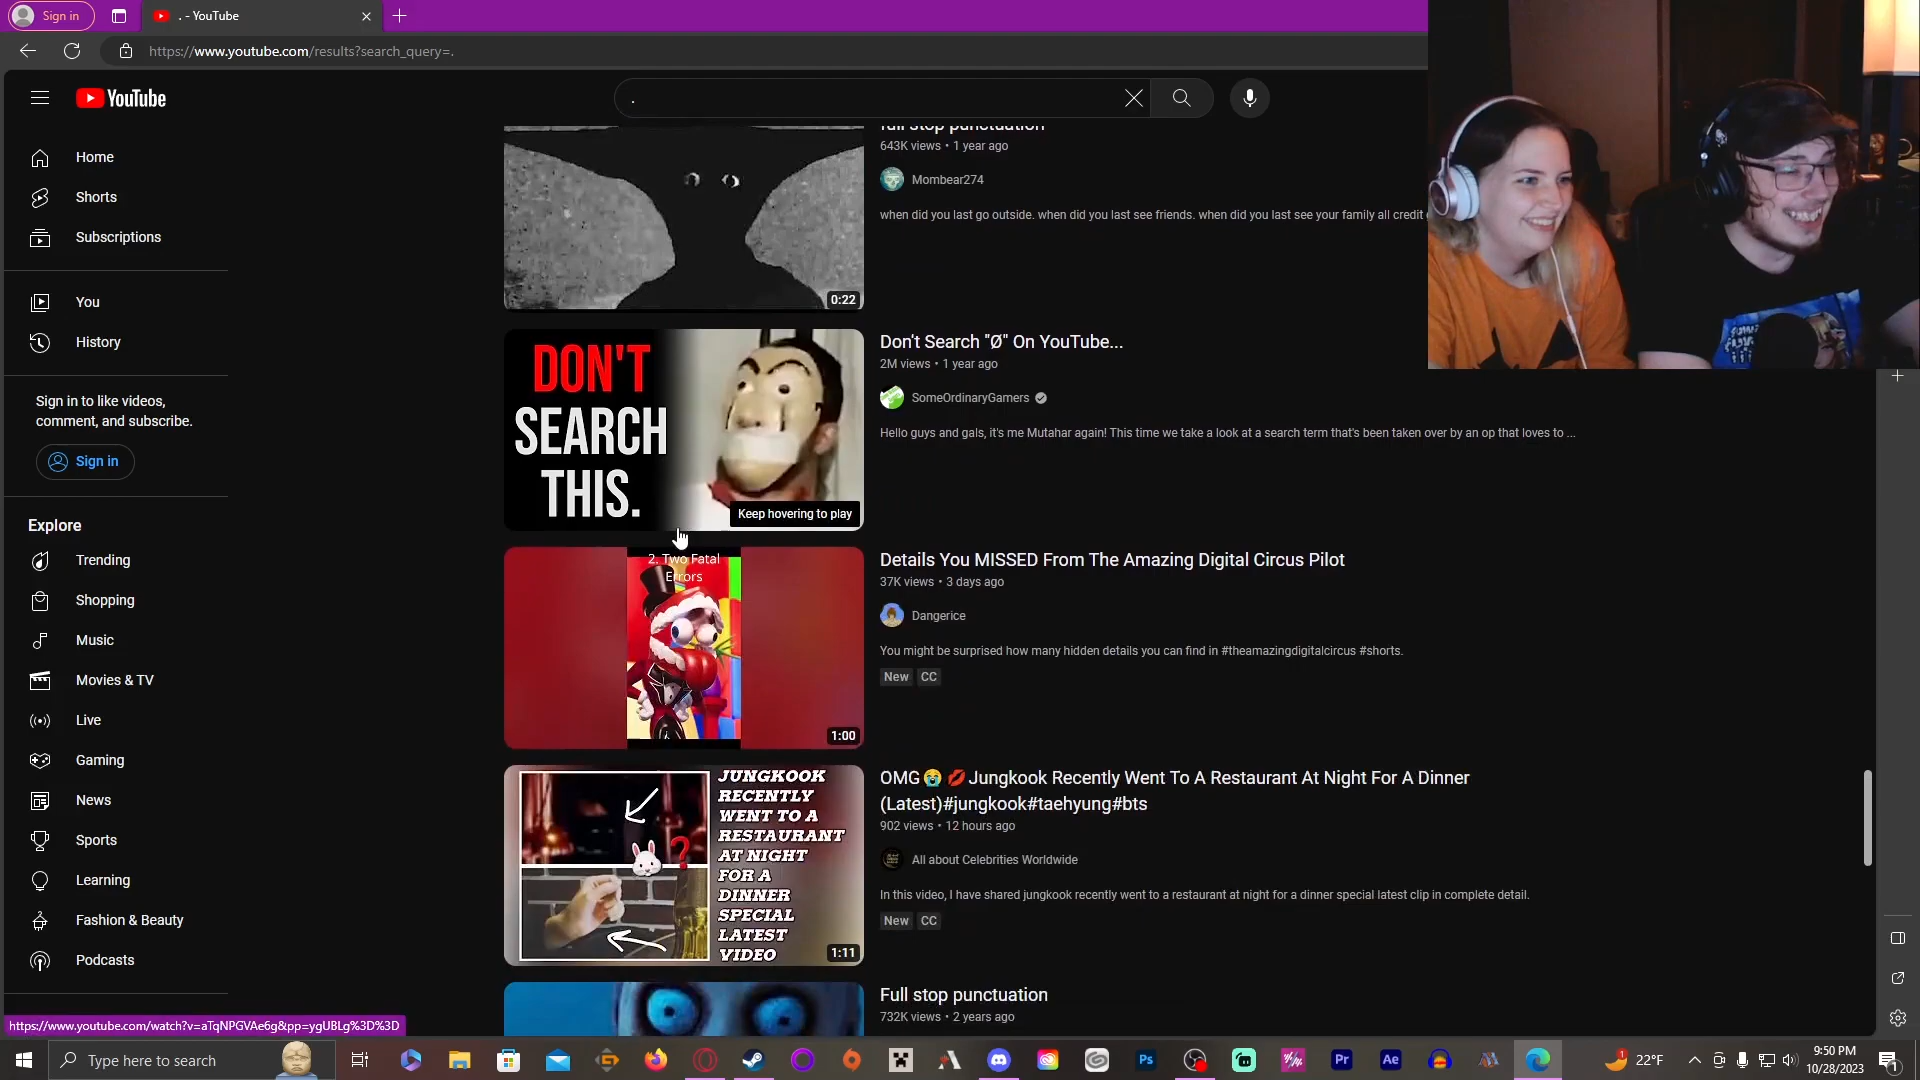 Sign in
. - YouTube
https://www.youtube.com/results?search_query=.
YouTube
.
Home
Shorts
Subscriptions
You
History
Sign in to like videos,
comment, and subscribe.
Sign in
Explore
Trending
Shopping
Music
Movies & TV
Live
Gaming
News
Sports
Learning
Fashion & Beauty
Podcasts
full stop punctuation
643K views • 1 year ago
Mombear274
when did you last go outside. when did you last see friends. when did you last see your family all credit
0:22
DON'T
SEARCH
THIS.
Keep hovering to play
Don't Search "Ø" On YouTube...
2M views • 1 year ago
SomeOrdinaryGamers
Hello guys and gals, it's me Mutahar again! This time we take a look at a search term that's been taken over by an op that loves to ...
2. Two Fatal
Errors
1:00
Details You MISSED From The Amazing Digital Circus Pilot
37K views • 3 days ago
Dangerice
You might be surprised how many hidden details you can find in #theamazingdigitalcircus #shorts.
New CC
JUNGKOOK
RECENTLY
WENT TO A
RESTAURANT
AT NIGHT
FOR A
DINNER
SPECIAL
LATEST
VIDEO
?
1:11
OMG😭💋Jungkook Recently Went To A Restaurant At Night For A Dinner
(Latest)#jungkook#taehyung#bts
902 views • 12 hours ago
All about Celebrities Worldwide
In this video, I have shared jungkook recently went to a restaurant at night for a dinner special latest clip in complete detail.
New CC
Full stop punctuation
732K views • 2 years ago
https://www.youtube.com/watch?v=aTqNPGVAe6g&pp=ygUBLg%3D%3D
Type here to search
Ps
Pr
Ae
1
22°F
9:50 PM
10/28/2023
1